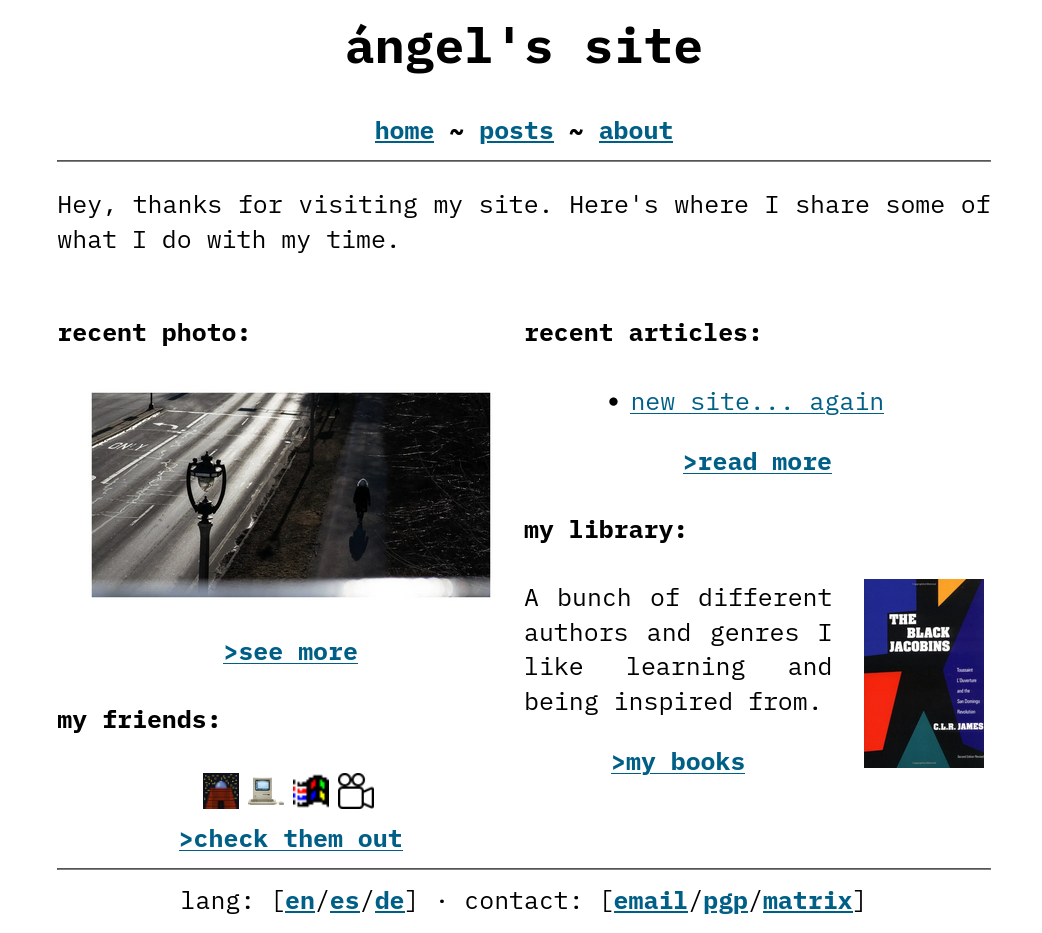 ángel's site
home ~ posts ~ about
Hey, thanks for visiting my site. Here's where I share some of
what I do with my time.
recent photo:
ONLY
>see more
my friends:
>check them out
recent articles:
• new site... again
>read more
my library:
A bunch of different
authors and genres I
like learning and
being inspired from.
>my books
THE
BLACK
JACOBINS
Toussaint
L'Ouverture
and the
San Domingo
Revolution
C.L.R. JAMES
lang: [en/es/de] · contact: [email/pgp/matrix]